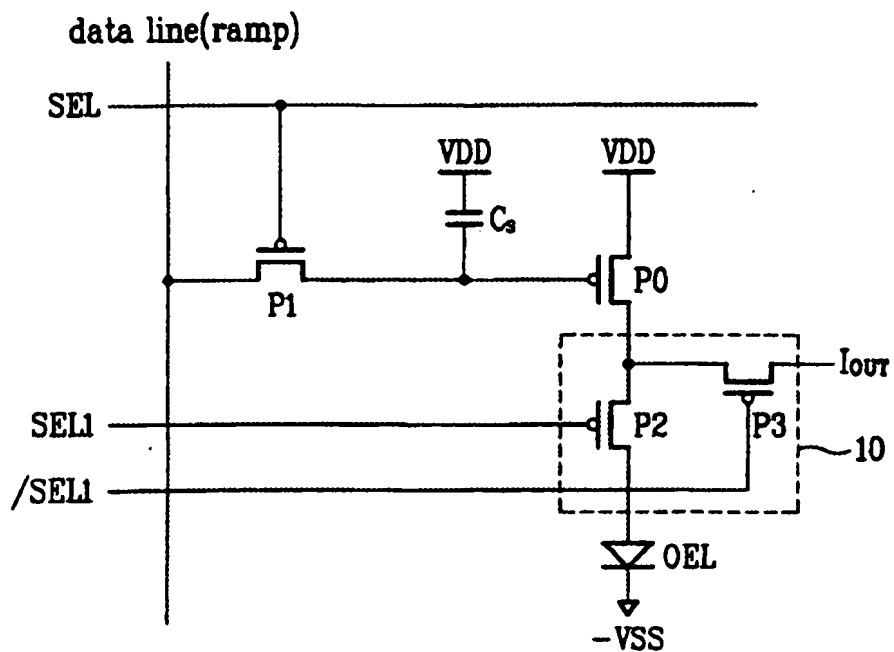 data line(ramp)
SEL
VDD
VDD
Cs
P1
P0
IOUT
SEL1
P2
P3
10
/SEL1
OEL
-VSS